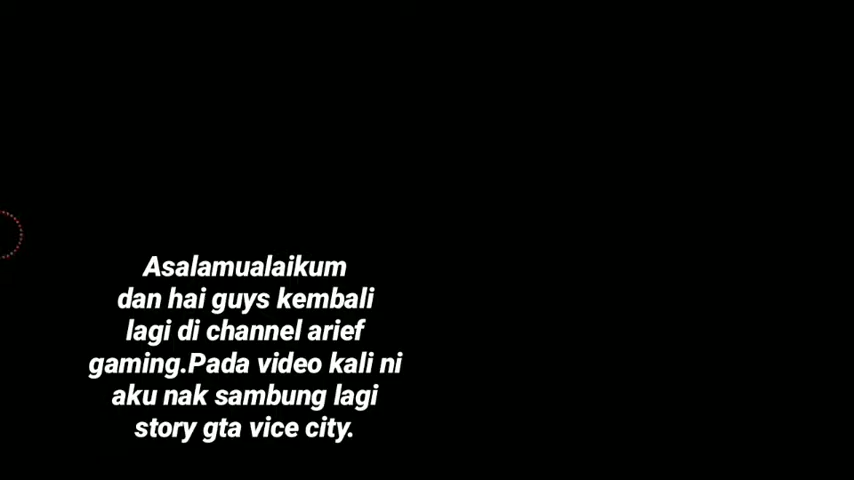 Asalamualaikum
dan hai guys kembali
lagi di channel arief
gaming.Pada video kali ni
aku nak sambung lagi
story gta vice city.